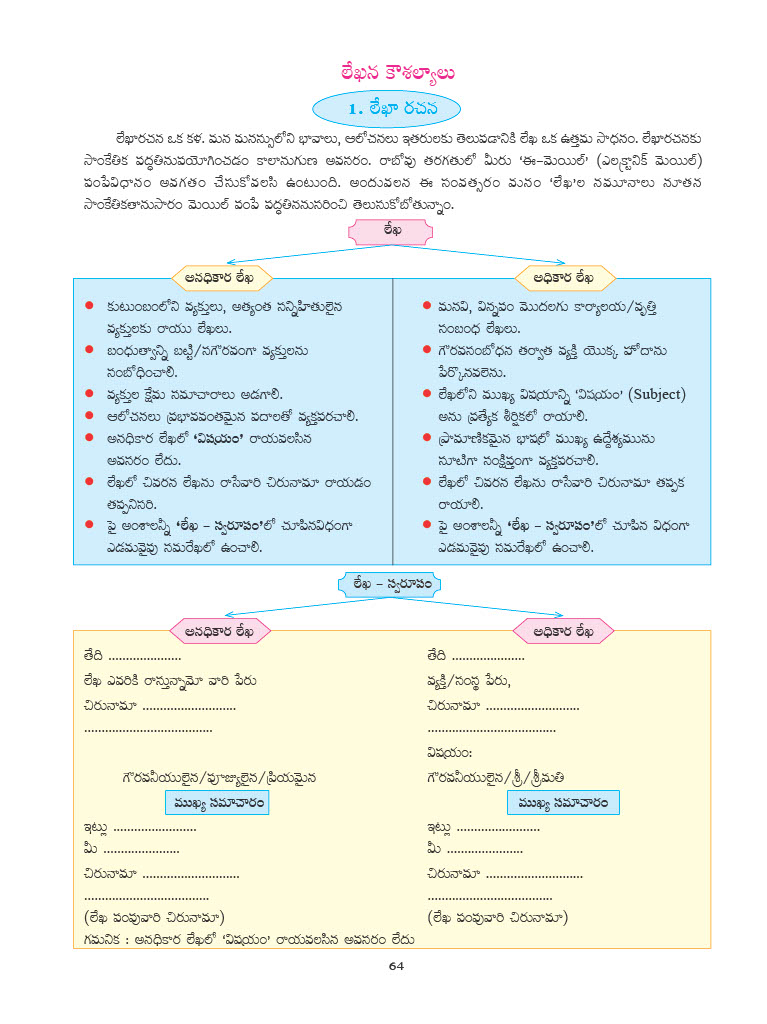 లేఖన కౌశల్యాలు
1. లేఖా రచన
లేఖారచన ఒక కళ. మన మనస్సులోని భావాలు, ఆలోచనలు ఇతరులకు తెలుపడానికి లేఖ ఒక ఉత్తమ సాధనం. లేఖారచనకు
సాంకేతిక పద్ధతినుపయోగించడం కాలానుగుణ అవసరం. రాబోవు తరగతులో మీరు ‘ఈ–మెయిల్’ (ఎలక్ట్రానిక్ మెయిల్)
పంపేవిధానం అవగతం చేసుకోవలసి ఉంటుంది. అందువలన ఈ సంవత్సరం మనం ‘లేఖ’ల నమూనాలు నూతన
సాంకేతికతానుసారం మెయిల్ పంపే పద్ధతిననుసరించి తెలుసుకోబోతున్నాం.
లేఖ
అనధికార లేఖ
● కుటుంబంలోని వ్యక్తులు, అత్యంత సన్నిహితులైన
వ్యక్తులకు రాయు లేఖలు.
● బంధుత్వాన్ని బట్టి/సగౌరవంగా వ్యక్తులను
సంబోధించాలి.
● వ్యక్తుల క్షేమ సమాచారాలు అడగాలి.
● ఆలోచనలు ప్రభావవంతమైన పదాలతో వ్యక్తపరచాలి.
● అనధికార లేఖలో ‘విషయం’ రాయవలసిన
అవసరం లేదు.
● లేఖలో చివరన లేఖను రాసేవారి చిరునామా రాయడం
తప్పనిసరి.
● పై అంశాలన్నీ ‘లేఖ – స్వరూపం’లో చూపినవిధంగా
ఎడమవైపు సమరేఖలో ఉంచాలి.
అధికార లేఖ
● మనవి, విన్నపం మొదలగు కార్యాలయ/వృత్తి
సంబంధ లేఖలు.
● గౌరవసంబోధన తర్వాత వ్యక్తి యొక్క హోదాను
పేర్కొనవలెను.
● లేఖలోని ముఖ్య విషయాన్ని ‘విషయం’ (Subject)
అను ప్రత్యేక శీర్షికలో రాయాలి.
● ప్రామాణికమైన భాషలో ముఖ్య ఉద్దేశ్యమును
సూటిగా సంక్షిప్తంగా వ్యక్తపరచాలి.
● లేఖలో చివరన లేఖను రాసేవారి చిరునామా తప్పక
రాయాలి.
● పై అంశాలన్నీ ‘లేఖ – స్వరూపం’లో చూపిన విధంగా
ఎడమవైపు సమరేఖలో ఉంచాలి.
లేఖ – స్వరూపం
అనధికార లేఖ
తేది .....................
లేఖ ఎవరికి రాస్తున్నామో వారి పేరు
చిరునామా ...........................
.....................................
గౌరవనీయులైన/పూజ్యులైన/ప్రియమైన
ముఖ్య సమాచారం
ఇట్లు ........................
మీ ......................
చిరునామా ............................
....................................
(లేఖ పంపువారి చిరునామా)
గమనిక : అనధికార లేఖలో ‘విషయం’ రాయవలసిన అవసరం లేదు
అధికార లేఖ
తేది .....................
వ్యక్తి/సంస్థ పేరు,
చిరునామా ...........................
.....................................
విషయం:
గౌరవనీయులైన/శ్రీ/శ్రీమతి
ముఖ్య సమాచారం
ఇట్లు ........................
మీ ......................
చిరునామా ............................
....................................
(లేఖ పంపువారి చిరునామా)
64